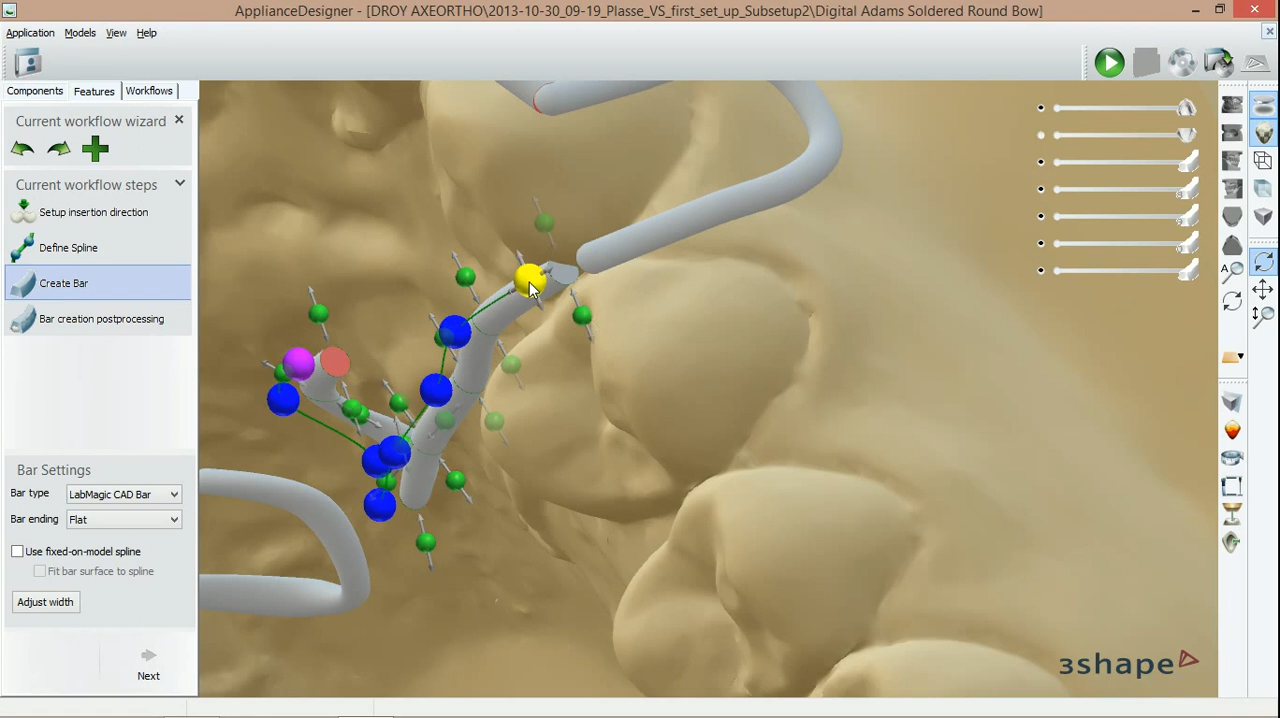 ApplianceDesigner - [DROY AXEORTHO\2013-10-30_09-19_Plasse_VS_first_set_up_Subsetup2\Digital Adams Soldered Round Bow]
Application Models View Help
Components Features Workflows
Current workflow wizard
Current workflow steps
Setup insertion direction
Define Spline
Create Bar
Bar creation postprocessing
Bar Settings
Bar type LabMagic CAD Bar
Bar ending Flat
Use fixed-on-model spline
Fit bar surface to spline
Adjust width
Next
A
3shape